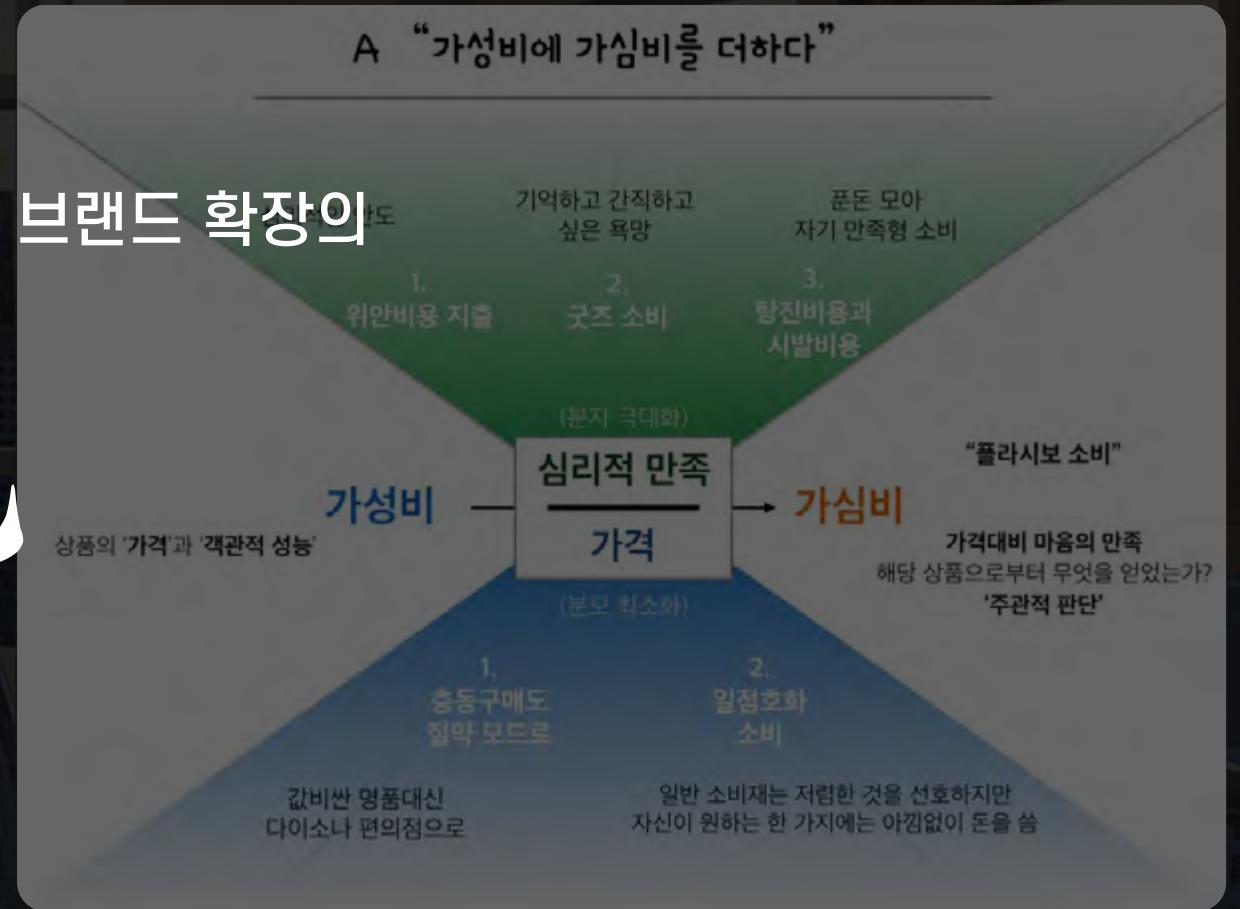 A “가성비에 가심비를 더하다”
브랜드 확장의
기억하고 간직하고
싶은 욕망
푼돈 모아
자기 만족형 소비
1.
위안비용 지출
2.
굿즈 소비
3.
탕진비용과
시발비용
(분자 극대화)
심리적 만족
가격
가성비
가심비
“플라시보 소비”
상품의 ‘가격’과 ‘객관적 성능’
가격대비 마음의 만족
해당 상품으로부터 무엇을 얻었는가?
‘주관적 판단’
(분모 최소화)
1.
충동구매도
절약 모드로
2.
일점호화
소비
값비싼 명품대신
다이소나 편의점으로
일반 소비재는 저렴한 것을 선호하지만
자신이 원하는 한 가지에는 아낌없이 돈을 씀